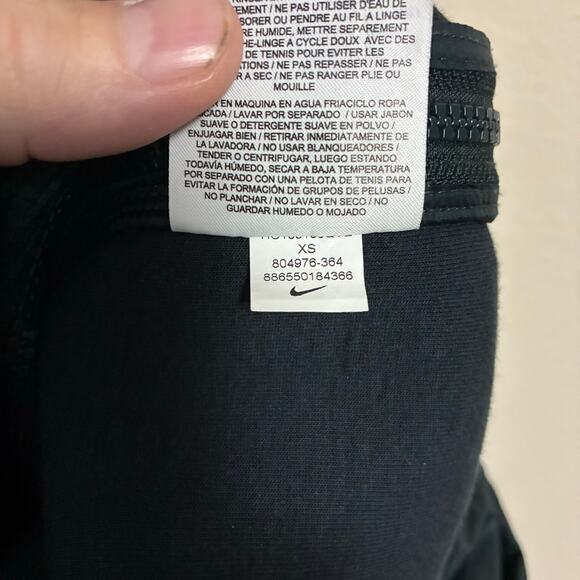 EMENT / NE PAS UTILISER D'EAU DE
SORER OU PENDRE AU FIL A LINGE
RE HUMIDE, METTRE SEPAREMENT
HE-LINGE A CYCLE DOUX AVEC DES
DE TENNIS POUR EVITER LES
ATIONS / NE PAS REPASSER / NE PAS
R A SEC / NE PAS RANGER PLIE OU
MOUILLE
R EN MAQUINA EN AGUA FRIA/CICLO ROPA
CADA / LAVAR POR SEPARADO / USAR JABON
SUAVE O DETERGENTE SUAVE EN POLVO /
ENJUAGAR BIEN / RETIRAR IMMEDIATAMENTE DE
LA LAVADORA / NO USAR BLANQUEADORES /
TENDER O CENTRIFUGAR, LUEGO ESTANDO
TODAVÍA HÚMEDO, SECAR A BAJA TEMPERATURA
POR SEPARADO CON UNA PELOTA DE TENIS PARA
EVITAR LA FORMACIÓN DE GRUPOS DE PELUSAS /
NO PLANCHAR / NO LAVAR EN SECO / NO
GUARDAR HUMEDO O MOJADO
XS
804976-364
886550184366